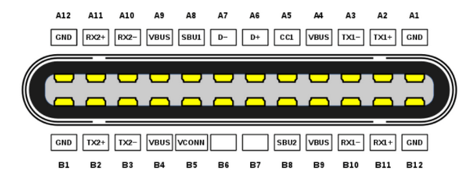 A12 A11 A10 A9 A8 A7 A6 A5 A4 A3 A2 A1
GND RX2+ RX2− VBUS SBU1 D− D+ CC1 VBUS TX1− TX1+ GND
GND TX2+ TX2− VBUS VCONN SBU2 VBUS RX1− RX1+ GND
B1 B2 B3 B4 B5 B6 B7 B8 B9 B10 B11 B12